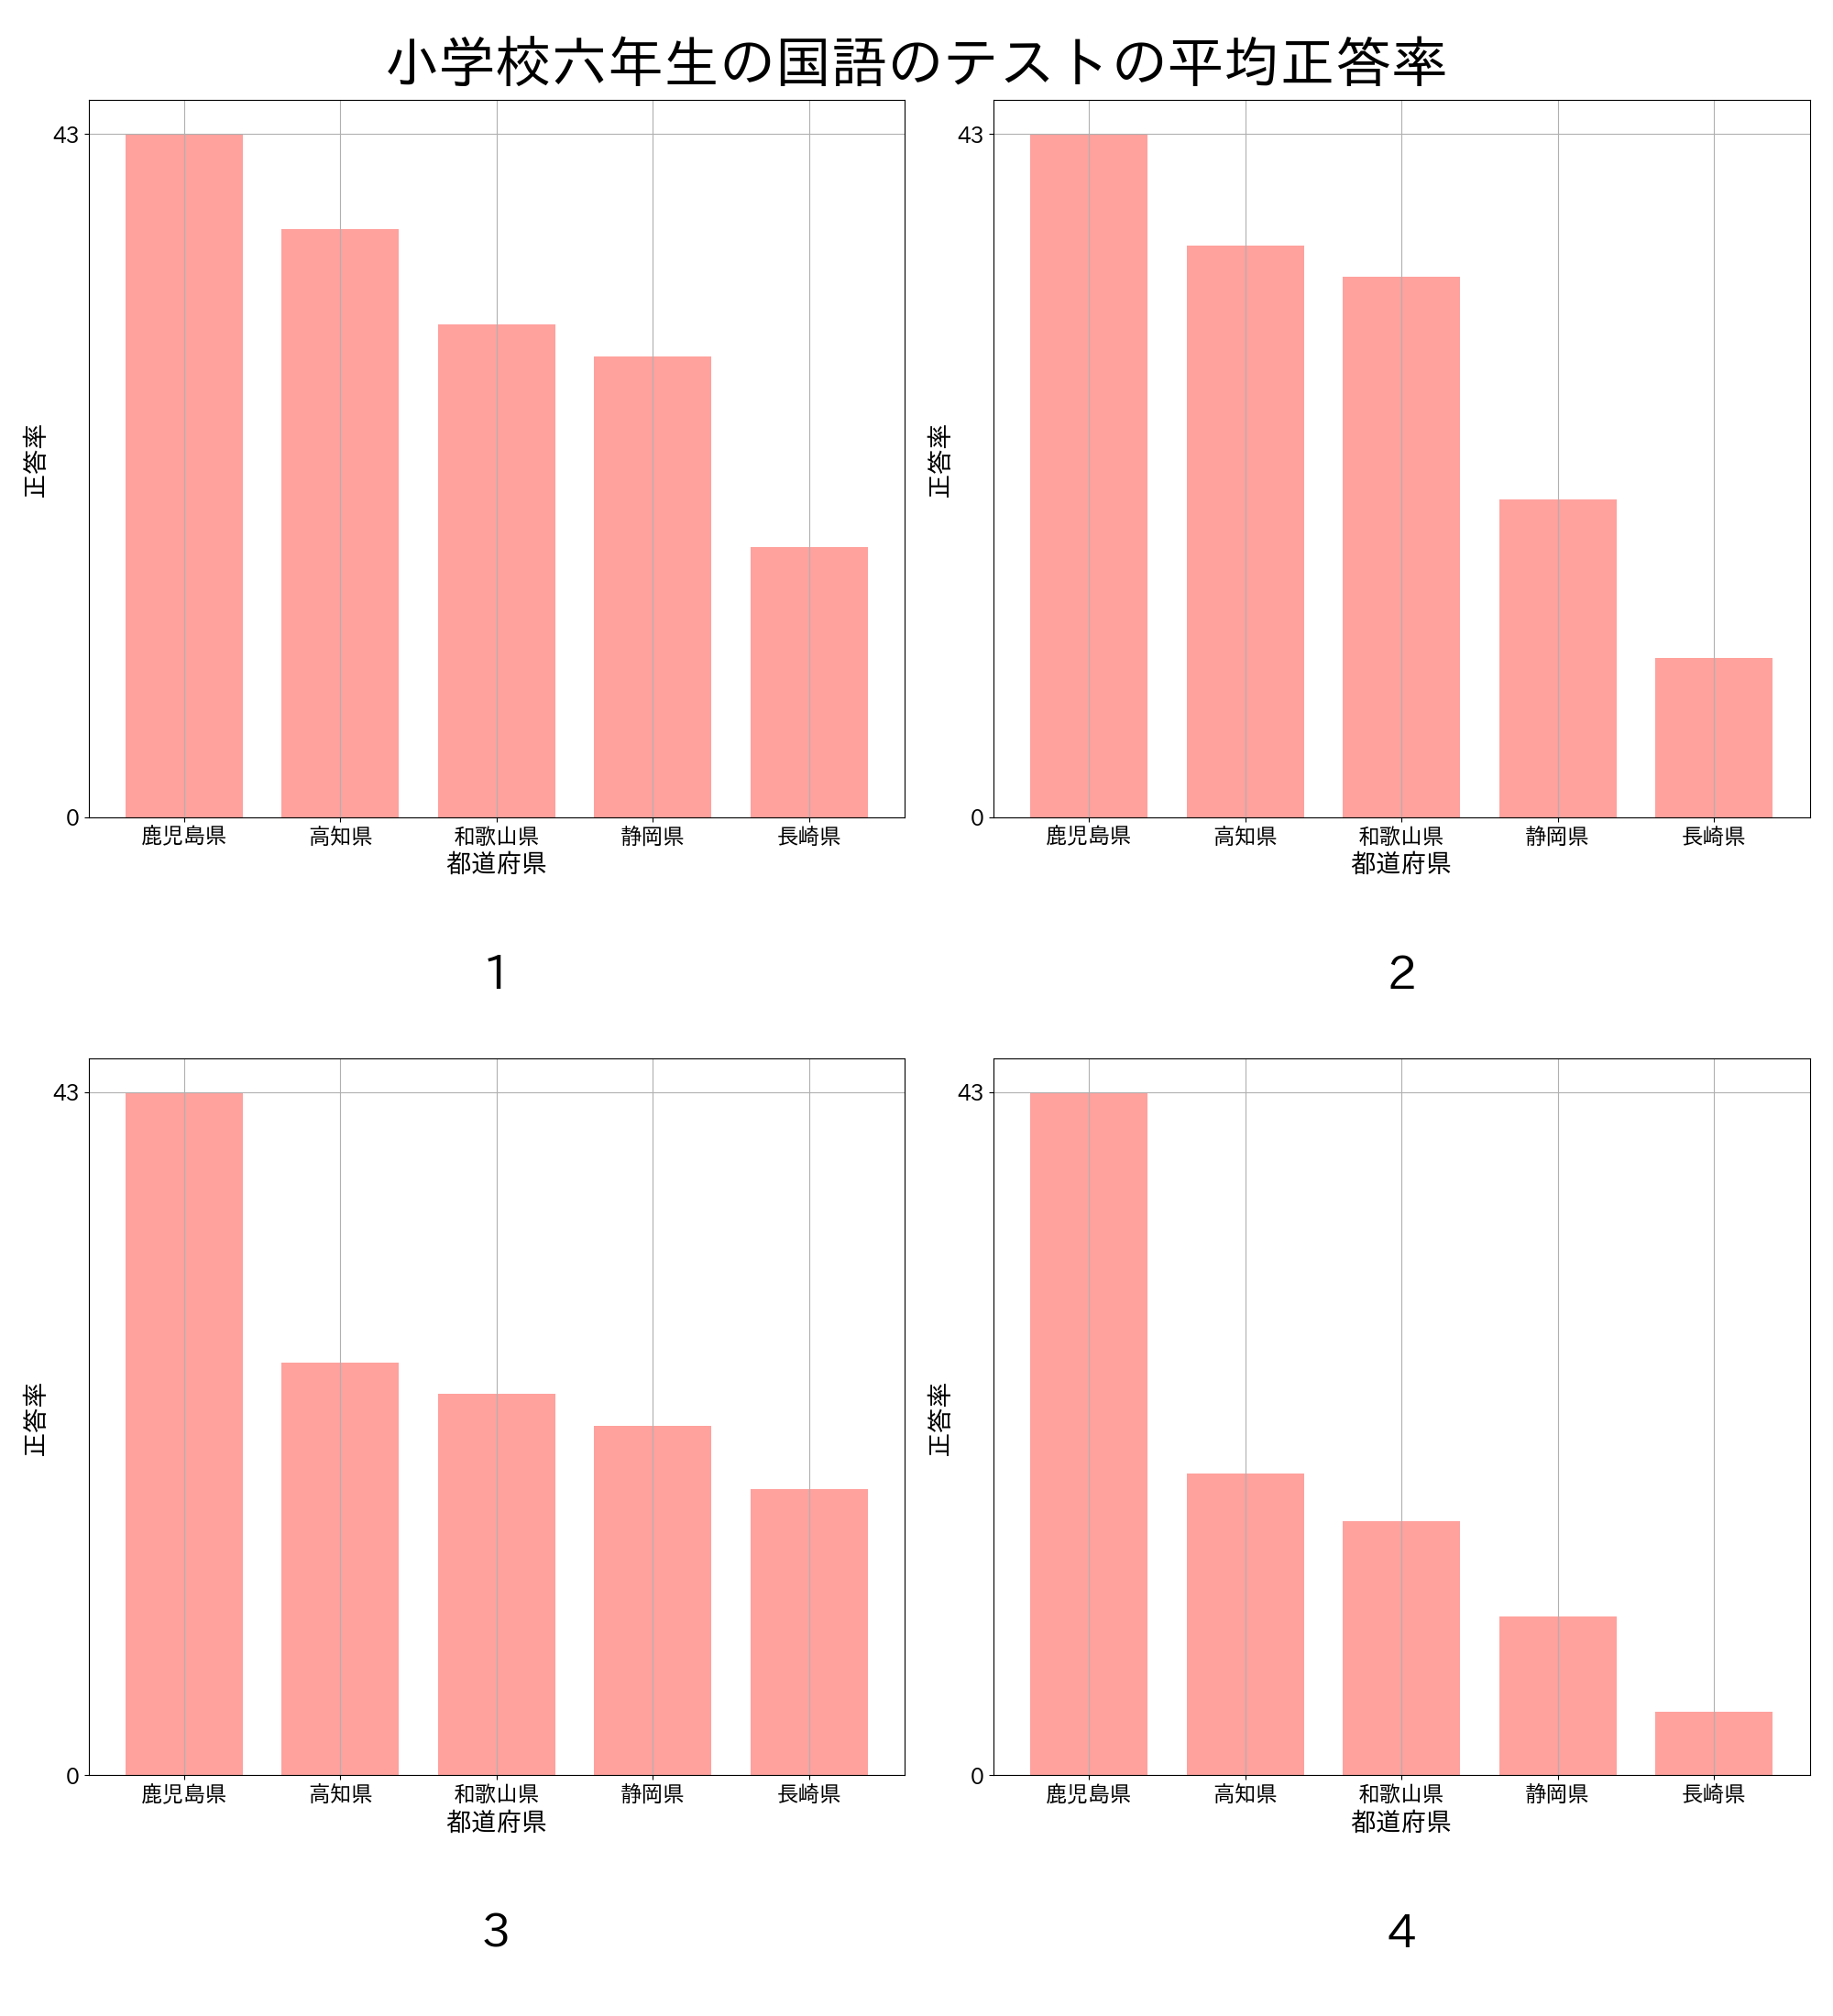 小学校六年生の国語のテストの平均正答率
43
0
正答率
鹿児島県 高知県 和歌山県 静岡県 長崎県
都道府県
1
43
0
正答率
鹿児島県 高知県 和歌山県 静岡県 長崎県
都道府県
2
43
0
正答率
鹿児島県 高知県 和歌山県 静岡県 長崎県
都道府県
3
43
0
正答率
鹿児島県 高知県 和歌山県 静岡県 長崎県
都道府県
4